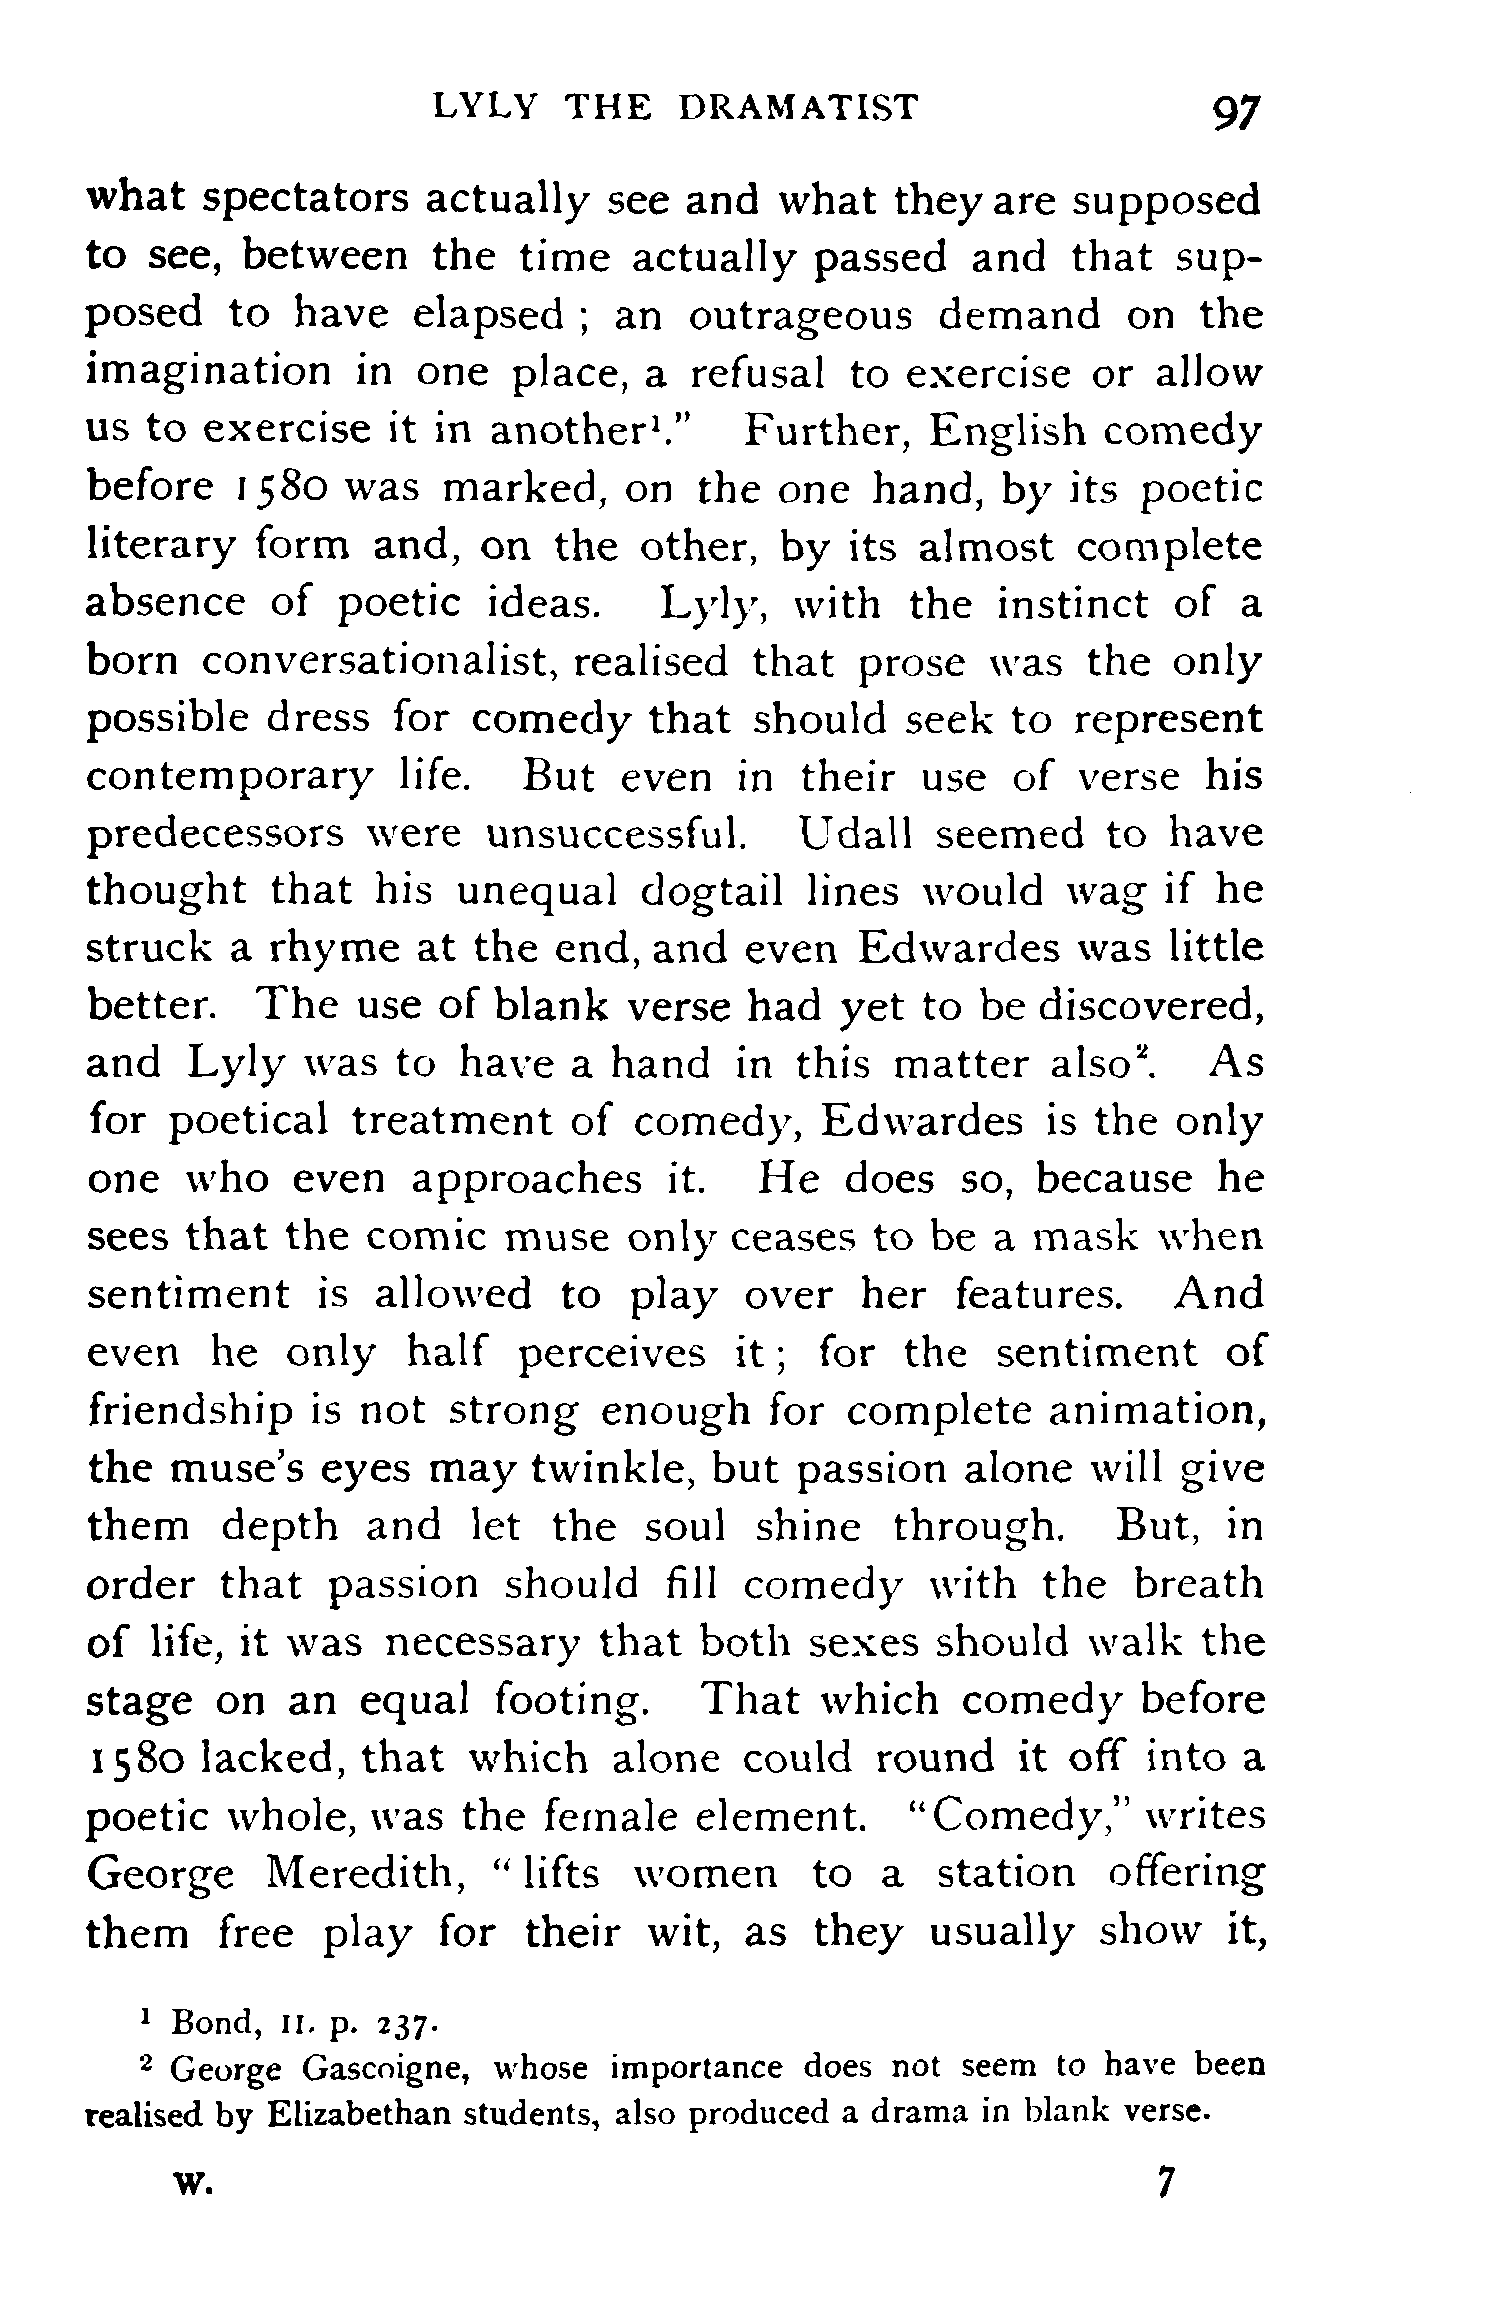 LYLY THE DRAMATIST 97
what spectators actually see and what they are supposed
to see, between the time actually passed and that sup-
posed to have elapsed ; an outrageous demand on the
imagination in one place, a refusal to exercise or allow
us to exercise it in another¹." Further, English comedy
before 1580 was marked, on the one hand, by its poetic
literary form and, on the other, by its almost complete
absence of poetic ideas. Lyly, with the instinct of a
born conversationalist, realised that prose was the only
possible dress for comedy that should seek to represent
contemporary life. But even in their use of verse his
predecessors were unsuccessful. Udall seemed to have
thought that his unequal dogtail lines would wag if he
struck a rhyme at the end, and even Edwardes was little
better. The use of blank verse had yet to be discovered,
and Lyly was to have a hand in this matter also². As
for poetical treatment of comedy, Edwardes is the only
one who even approaches it. He does so, because he
sees that the comic muse only ceases to be a mask when
sentiment is allowed to play over her features. And
even he only half perceives it ; for the sentiment of
friendship is not strong enough for complete animation,
the muse's eyes may twinkle, but passion alone will give
them depth and let the soul shine through. But, in
order that passion should fill comedy with the breath
of life, it was necessary that both sexes should walk the
stage on an equal footing. That which comedy before
1580 lacked, that which alone could round it off into a
poetic whole, was the female element. "Comedy," writes
George Meredith, "lifts women to a station offering
them free play for their wit, as they usually show it,
¹ Bond, II. p. 237.
² George Gascoigne, whose importance does not seem to have been
realised by Elizabethan students, also produced a drama in blank verse.
W. 7